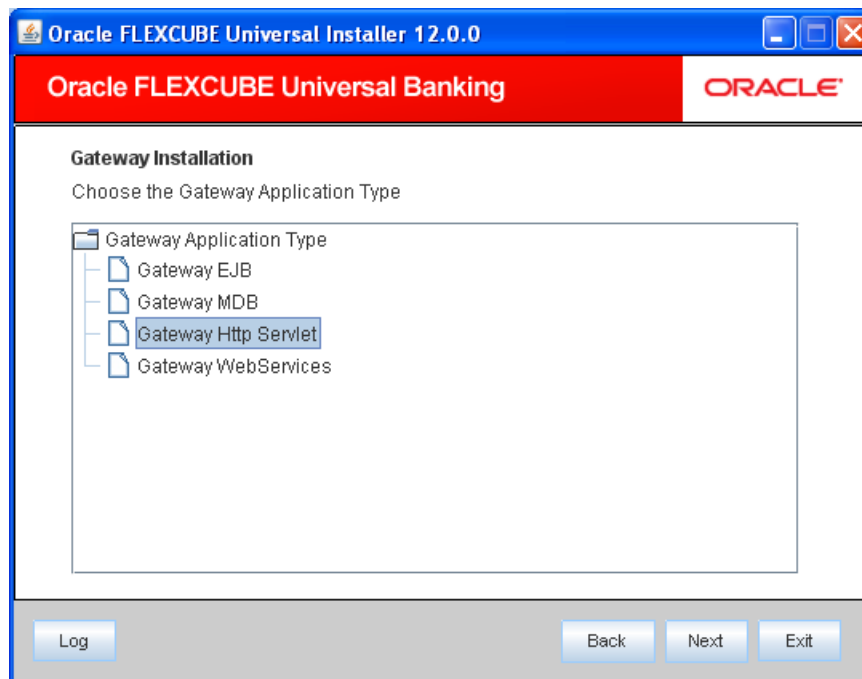 Oracle FLEXCUBE Universal Installer 12.0.0
Oracle FLEXCUBE Universal Banking
ORACLE
Gateway Installation
Choose the Gateway Application Type
Gateway Application Type
Gateway EJB
Gateway MDB
Gateway Http Servlet
Gateway WebServices
Log Back Next Exit